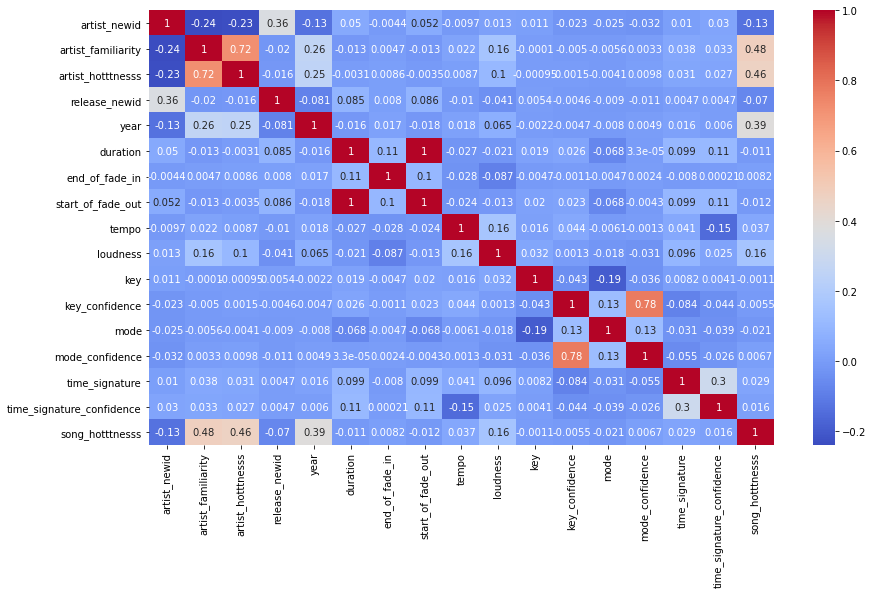 artist_newid 1 -0.24 -0.23 0.36 -0.13 0.05 -0.0044 0.052 -0.0097 0.013 0.011 -0.023 -0.025 -0.032 0.01 0.03 -0.13
artist_familiarity -0.24 1 0.72 -0.02 0.26 -0.013 0.0047 -0.013 0.022 0.16 -0.0001 -0.005 -0.0056 0.0033 0.038 0.033 0.48
artist_hotttnesss -0.23 0.72 1 -0.016 0.25 -0.0031 0.0086 -0.0035 0.0087 0.1 -0.00095 0.0015 -0.0041 0.0098 0.031 0.027 0.46
release_newid 0.36 -0.02 -0.016 1 -0.081 0.085 0.008 0.086 -0.01 -0.041 0.0054 -0.0046 -0.009 -0.011 0.0047 0.0047 -0.07
year -0.13 0.26 0.25 -0.081 1 -0.016 0.017 -0.018 0.018 0.065 -0.0022 -0.0047 -0.008 0.0049 0.016 0.006 0.39
duration 0.05 -0.013 -0.0031 0.085 -0.016 1 0.11 1 -0.027 -0.021 0.019 0.026 -0.068 3.3e-05 0.099 0.11 -0.011
end_of_fade_in -0.0044 0.0047 0.0086 0.008 0.017 0.11 1 0.1 -0.028 -0.087 -0.0047 -0.0011 -0.0047 0.0024 -0.008 0.00021 0.0082
start_of_fade_out 0.052 -0.013 -0.0035 0.086 -0.018 1 0.1 1 -0.024 -0.013 0.02 0.023 -0.068 -0.0043 0.099 0.11 -0.012
tempo -0.0097 0.022 0.0087 -0.01 0.018 -0.027 -0.028 -0.024 1 0.16 0.016 0.044 -0.0061 -0.0013 0.041 -0.15 0.037
loudness 0.013 0.16 0.1 -0.041 0.065 -0.021 -0.087 -0.013 0.16 1 0.032 0.0013 -0.018 -0.031 0.096 0.025 0.16
key 0.011 -0.0001 -0.00095 0.0054 -0.0022 0.019 -0.0047 0.02 0.016 0.032 1 -0.043 -0.19 -0.036 0.0082 0.0041 -0.0011
key_confidence -0.023 -0.005 0.0015 -0.0046 -0.0047 0.026 -0.0011 0.023 0.044 0.0013 -0.043 1 0.13 0.78 -0.084 -0.044 -0.0055
mode -0.025 -0.0056 -0.0041 -0.009 -0.008 -0.068 -0.0047 -0.068 -0.0061 -0.018 -0.19 0.13 1 0.13 -0.031 -0.039 -0.021
mode_confidence -0.032 0.0033 0.0098 -0.011 0.0049 3.3e-05 0.0024 -0.0043 -0.0013 -0.031 -0.036 0.78 0.13 1 -0.055 -0.026 0.0067
time_signature 0.01 0.038 0.031 0.0047 0.016 0.099 -0.008 0.099 0.041 0.096 0.0082 -0.084 -0.031 -0.055 1 0.3 0.029
time_signature_confidence 0.03 0.033 0.027 0.0047 0.006 0.11 0.00021 0.11 -0.15 0.025 0.0041 -0.044 -0.039 -0.026 0.3 1 0.016
song_hotttnesss -0.13 0.48 0.46 -0.07 0.39 -0.011 0.0082 -0.012 0.037 0.16 -0.0011 -0.0055 -0.021 0.0067 0.029 0.016 1
artist_newid
artist_familiarity
artist_hotttnesss
release_newid
year
duration
end_of_fade_in
start_of_fade_out
tempo
loudness
key
key_confidence
mode
mode_confidence
time_signature
time_signature_confidence
song_hotttnesss
1.0
0.8
0.6
0.4
0.2
0.0
−0.2